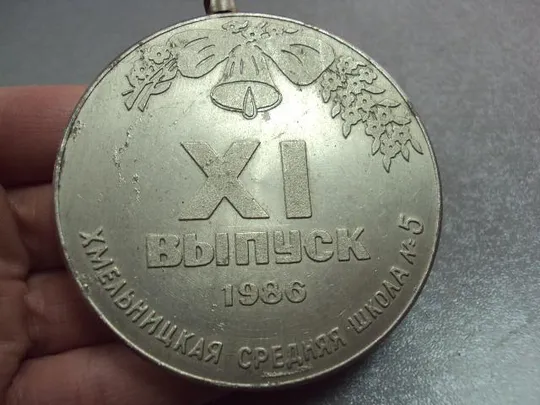 XI
ВЫПУСК
1986
ХМЕЛЬНИЦКАЯ СРЕДНЯЯ ШКОЛА №5